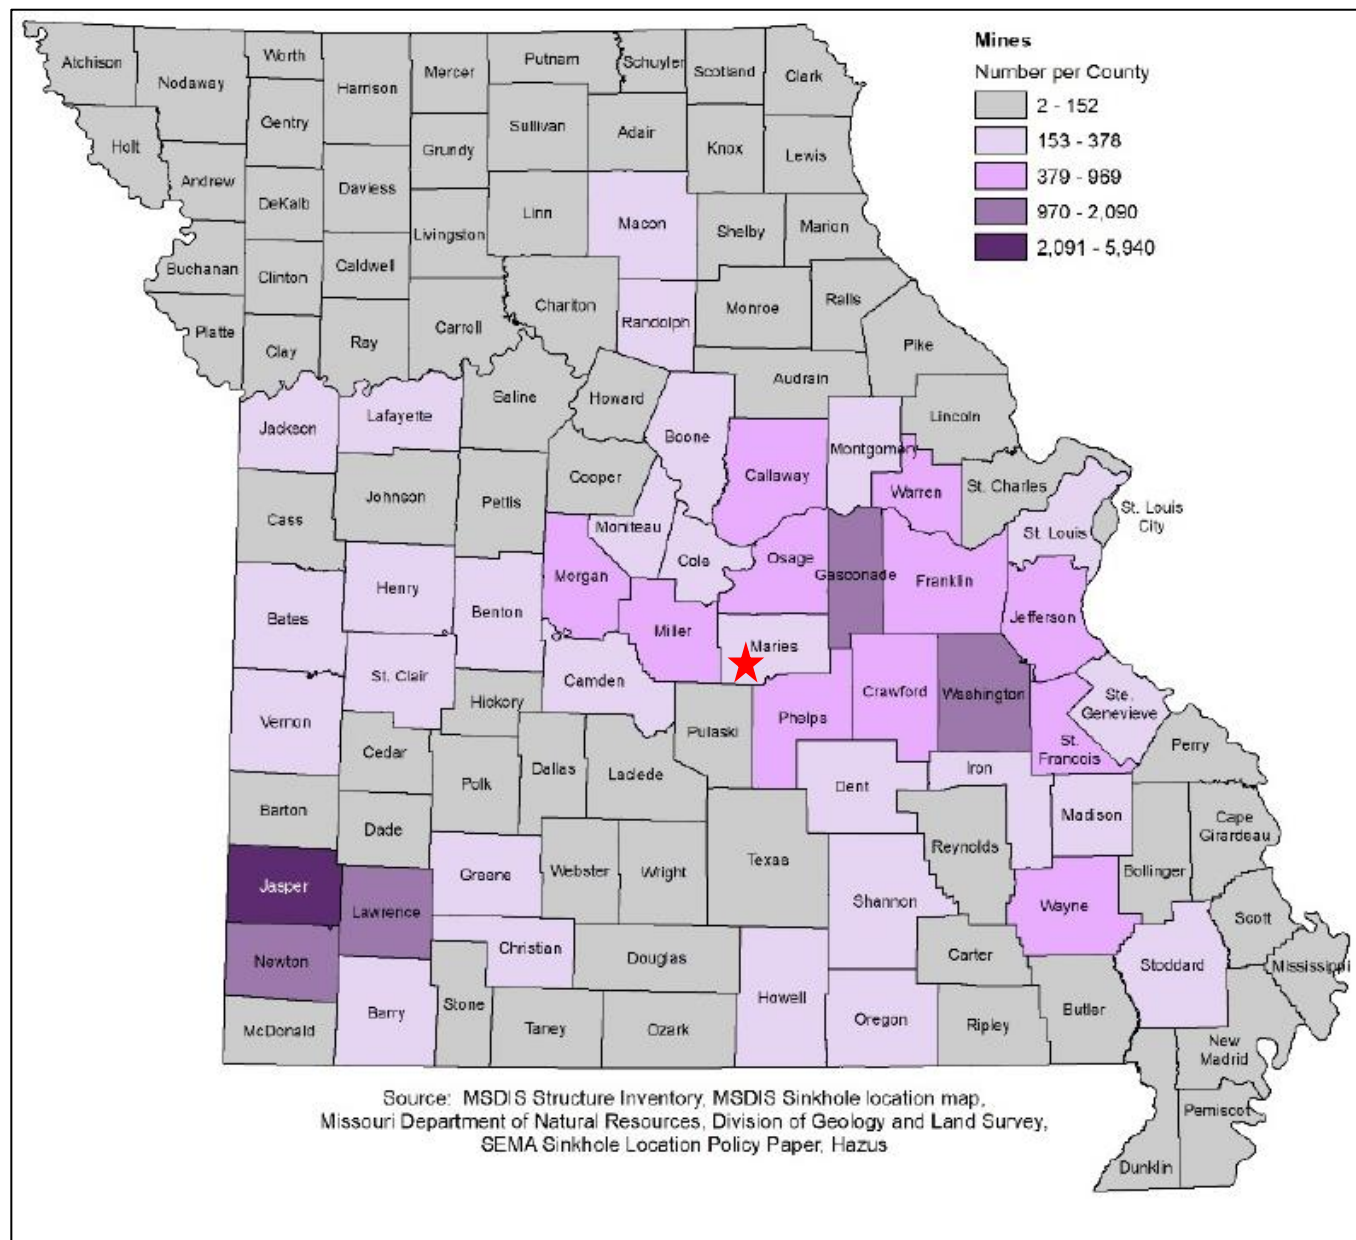 Mines
Number per County
2 - 152
153 - 378
379 - 969
970 - 2,090
2,091 - 5,940
Atchison
Nodaway
Worth
Harrison
Mercer
Putnam
Schuyler
Scotland
Clark
Holt
Andrew
Gentry
DeKalb
Daviess
Grundy
Sullivan
Adair
Knox
Lewis
Livingston
Linn
Macon
Shelby
Marion
Buchanan
Clinton
Caldwell
Platte
Clay
Ray
Carroll
Chariton
Randolph
Monroe
Ralls
Pike
Audrain
Jackson
Lafayette
Saline
Howard
Boone
Callaway
Montgomery
Lincoln
Warren
St. Charles
St. Louis
St. Louis
City
Cass
Johnson
Pettis
Cooper
Moniteau
Cole
Osage
Gasconade
Franklin
Jefferson
Bates
Henry
Benton
Morgan
Miller
Maries
St. Clair
Camden
Hickory
Vernon
Cedar
Polk
Dallas
Laclede
Pulaski
Phelps
Crawford
Washington
Ste.
Genevieve
St.
Francois
Perry
Barton
Dade
Dent
Iron
Madison
Cape
Girardeau
Bollinger
Jasper
Lawrence
Greene
Webster
Wright
Texas
Shannon
Reynolds
Wayne
Scott
Newton
Christian
Douglas
Carter
Stoddard
Mississippi
McDonald
Barry
Stone
Taney
Ozark
Howell
Oregon
Ripley
Butler
New
Madrid
Pemiscot
Dunklin
Source: MSDIS Structure Inventory, MSDIS Sinkhole location map,
Missouri Department of Natural Resources, Division of Geology and Land Survey,
SEMA Sinkhole Location Policy Paper, Hazus